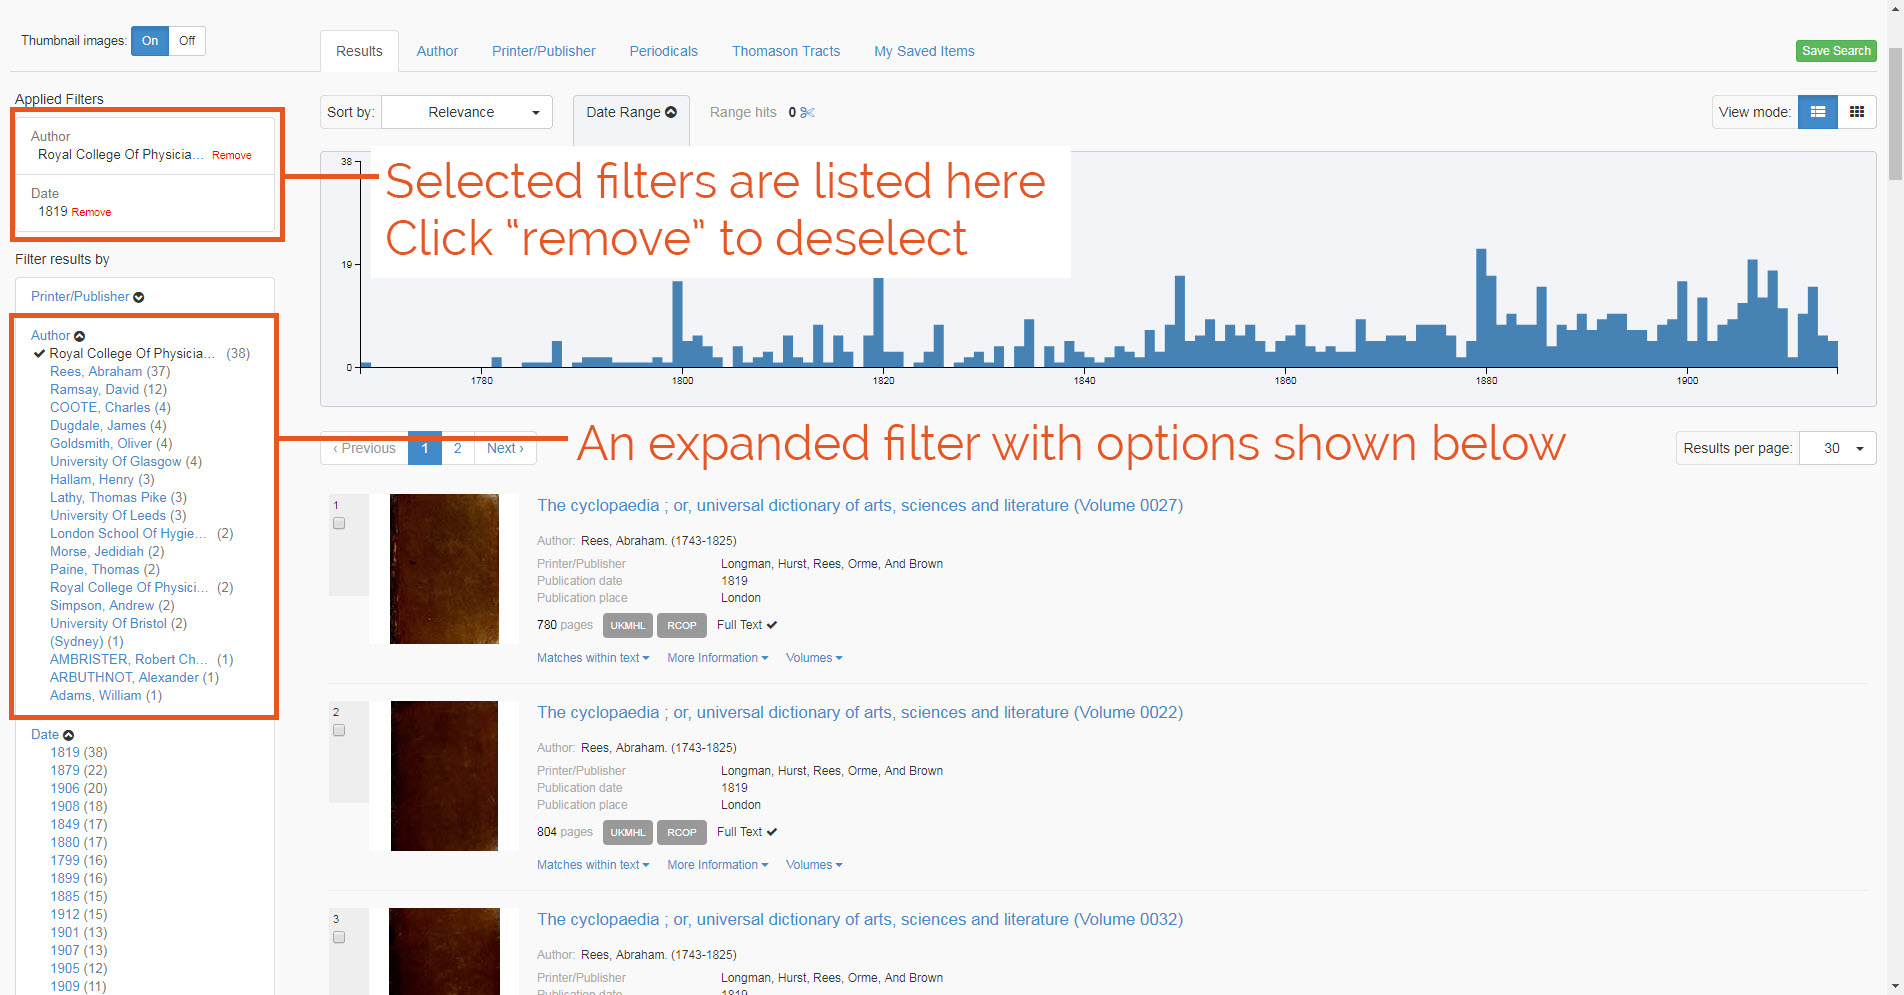 Thumbnail images: On Off
Results Author Printer/Publisher Periodicals Thomason Tracts My Saved Items
Save Search
Applied Filters
Author
Royal College Of Physicia... Remove
Date
1819 Remove
Filter results by
Printer/Publisher
Author
Royal College Of Physicia... (38)
Rees, Abraham (37)
Ramsay, David (12)
COOTE, Charles (4)
Dugdale, James (4)
Goldsmith, Oliver (4)
University Of Glasgow (4)
Hallam, Henry (3)
Lathy, Thomas Pike (3)
University Of Leeds (3)
London School Of Hygie... (2)
Morse, Jedidiah (2)
Paine, Thomas (2)
Royal College Of Physici... (2)
Simpson, Andrew (2)
University Of Bristol (2)
(Sydney) (1)
AMBRISTER, Robert Ch... (1)
ARBUTHNOT, Alexander (1)
Adams, William (1)
Date
1819 (38)
1879 (22)
1906 (20)
1908 (18)
1849 (17)
1880 (17)
1799 (16)
1899 (16)
1885 (15)
1912 (15)
1901 (13)
1907 (13)
1905 (12)
1909 (11)
Sort by: Relevance
Date Range
Range hits 0
View mode:
Selected filters are listed here
Click “remove” to deselect
38
19
0
1780 1800 1820 1840 1860 1880 1900
An expanded filter with options shown below
‹ Previous 1 2 Next ›
Results per page: 30
1
The cyclopaedia ; or, universal dictionary of arts, sciences and literature (Volume 0027)
Author: Rees, Abraham. (1743-1825)
Printer/Publisher Longman, Hurst, Rees, Orme, And Brown
Publication date 1819
Publication place London
780 pages UKMHL RCOP Full Text
Matches within text More Information Volumes
2
The cyclopaedia ; or, universal dictionary of arts, sciences and literature (Volume 0022)
Author: Rees, Abraham. (1743-1825)
Printer/Publisher Longman, Hurst, Rees, Orme, And Brown
Publication date 1819
Publication place London
804 pages UKMHL RCOP Full Text
Matches within text More Information Volumes
3
The cyclopaedia ; or, universal dictionary of arts, sciences and literature (Volume 0032)
Author: Rees, Abraham. (1743-1825)
Printer/Publisher Longman, Hurst, Rees, Orme, And Brown
Publication date 1819